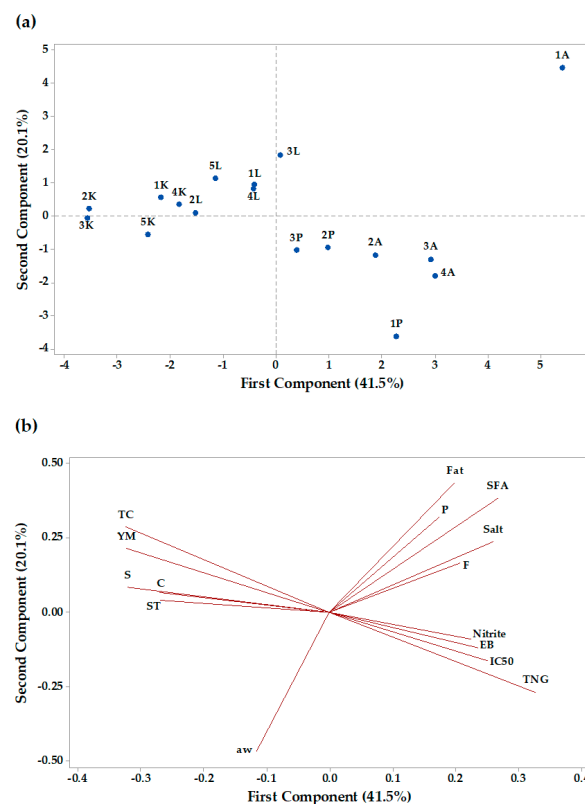 (a)
Second Component (20.1%)
5
4
3
2
1
0
-1
-2
-3
-4
1A
3L
5L
1L
4L
1K
4K
2L
2K
3K
5K
3P
2P
2A
3A
4A
1P
-4
-3
-2
-1
0
1
2
3
4
5
First Component (41.5%)
(b)
Second Component (20.1%)
0.50
0.25
0.00
-0.25
-0.50
Fat
SFA
P
TC
YM
Salt
F
S
C
ST
Nitrite
EB
IC50
TNG
aw
-0.4
-0.3
-0.2
-0.1
0.0
0.1
0.2
0.3
0.4
First Component (41.5%)